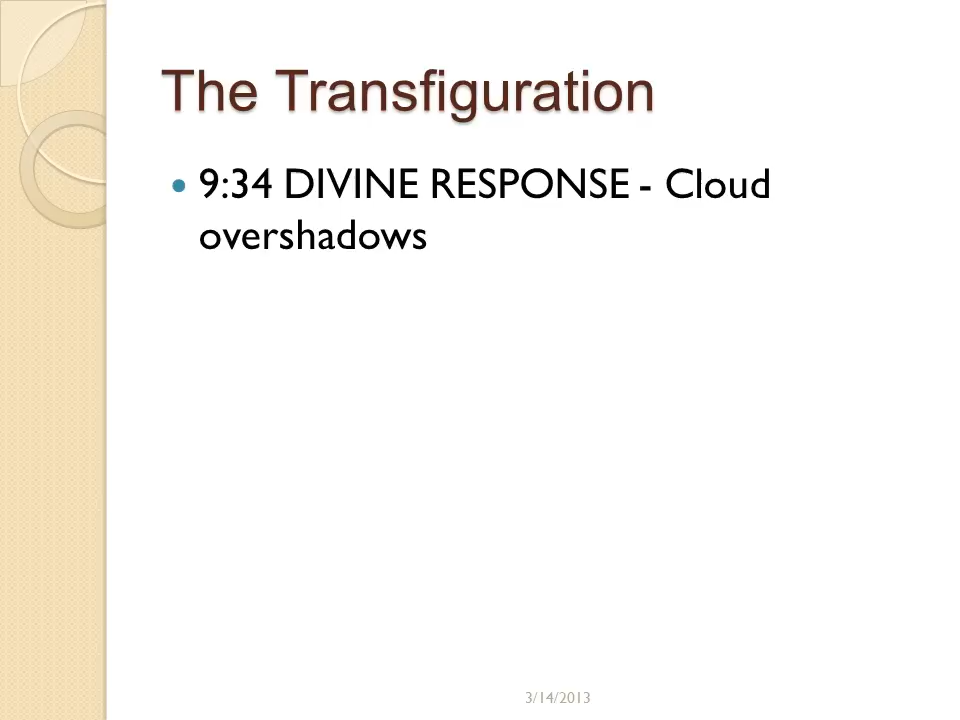 The Transfiguration
• 9:34 DIVINE RESPONSE - Cloud
overshadows
3/14/2013